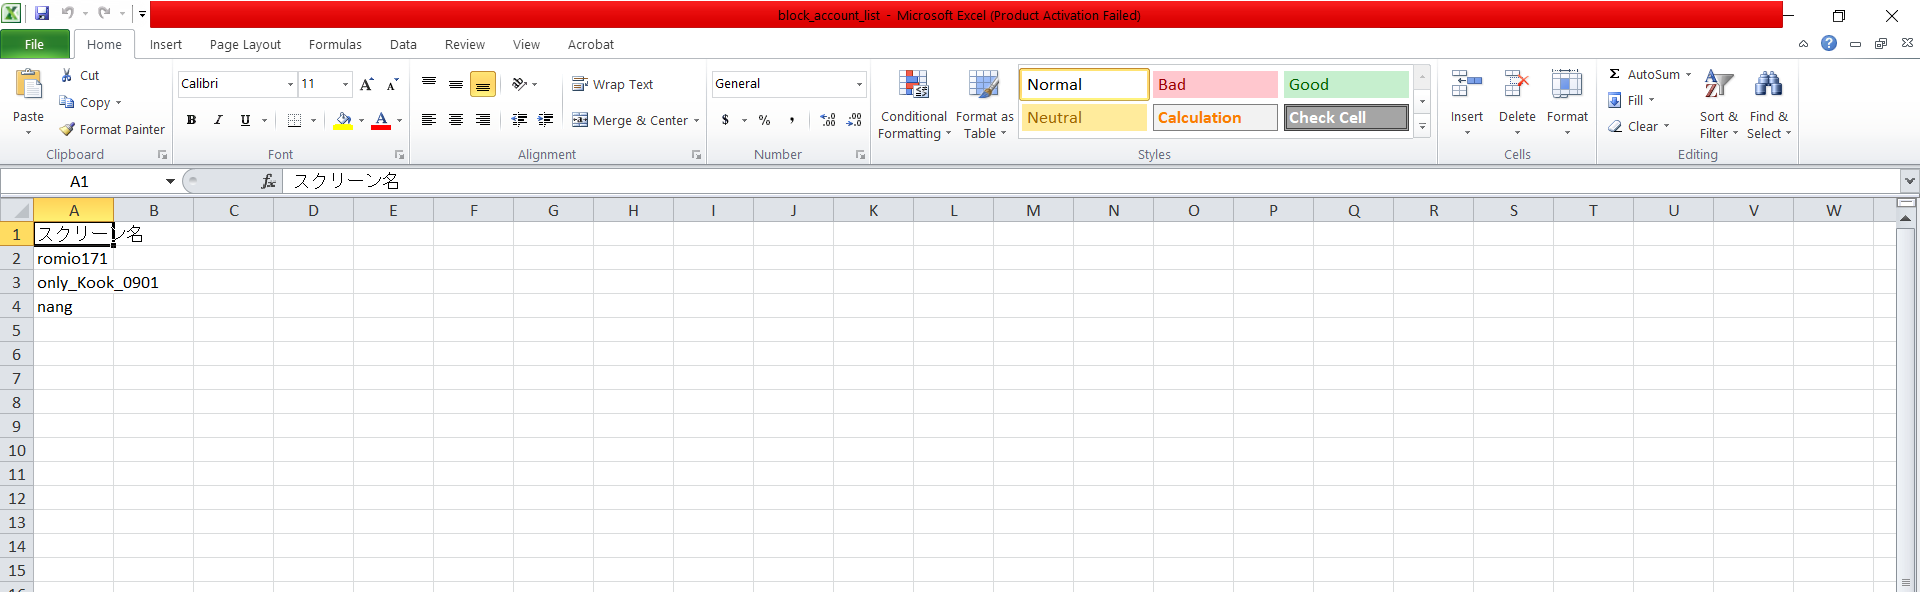 block_account_list - Microsoft Excel (Product Activation Failed)
File Home Insert Page Layout Formulas Data Review View Acrobat
Paste
Cut
Copy
Format Painter
Clipboard
Calibri 11
B I U
Font
Wrap Text
Merge & Center
Alignment
General
$ % ,
Number
Conditional Formatting
Format as Table
Normal Bad Good
Neutral Calculation Check Cell
Styles
Insert Delete Format
Cells
AutoSum
Fill
Clear
Sort & Filter
Find & Select
Editing
A1 fx スクリーン名
A B C D E F G H I J K L M N O P Q R S T U V W
1 スクリーン名
2 romio171
3 only_Kook_0901
4 nang
5
6
7
8
9
10
11
12
13
14
15